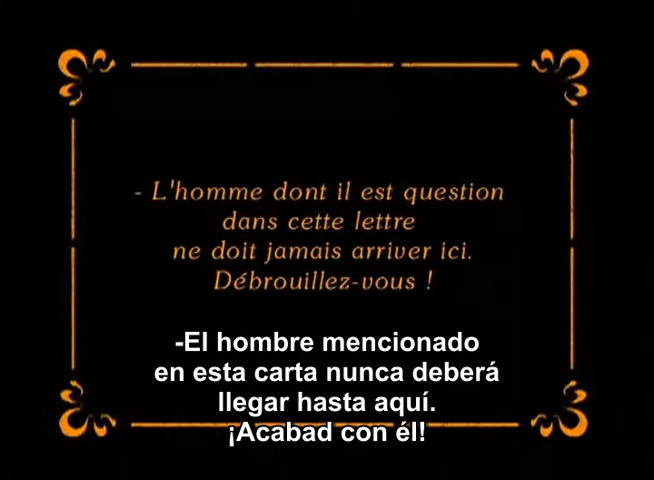 - L'homme dont il est question
dans cette lettre
ne doit jamais arriver ici.
Débrouillez-vous !
-El hombre mencionado
en esta carta nunca deberá
llegar hasta aquí.
¡Acabad con él!